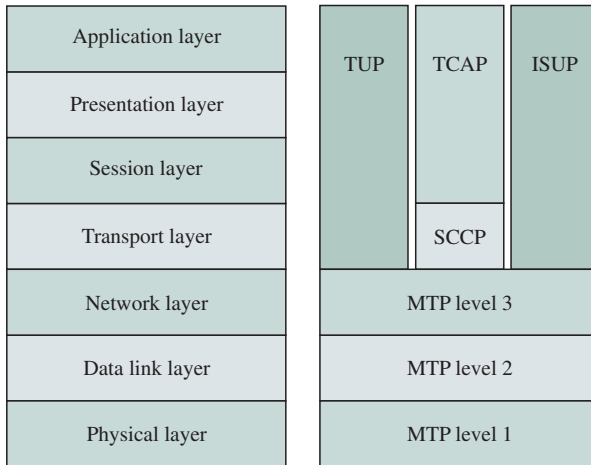 Application layer
Presentation layer
Session layer
Transport layer
Network layer
Data link layer
Physical layer
TUP
TCAP
ISUP
SCCP
MTP level 3
MTP level 2
MTP level 1